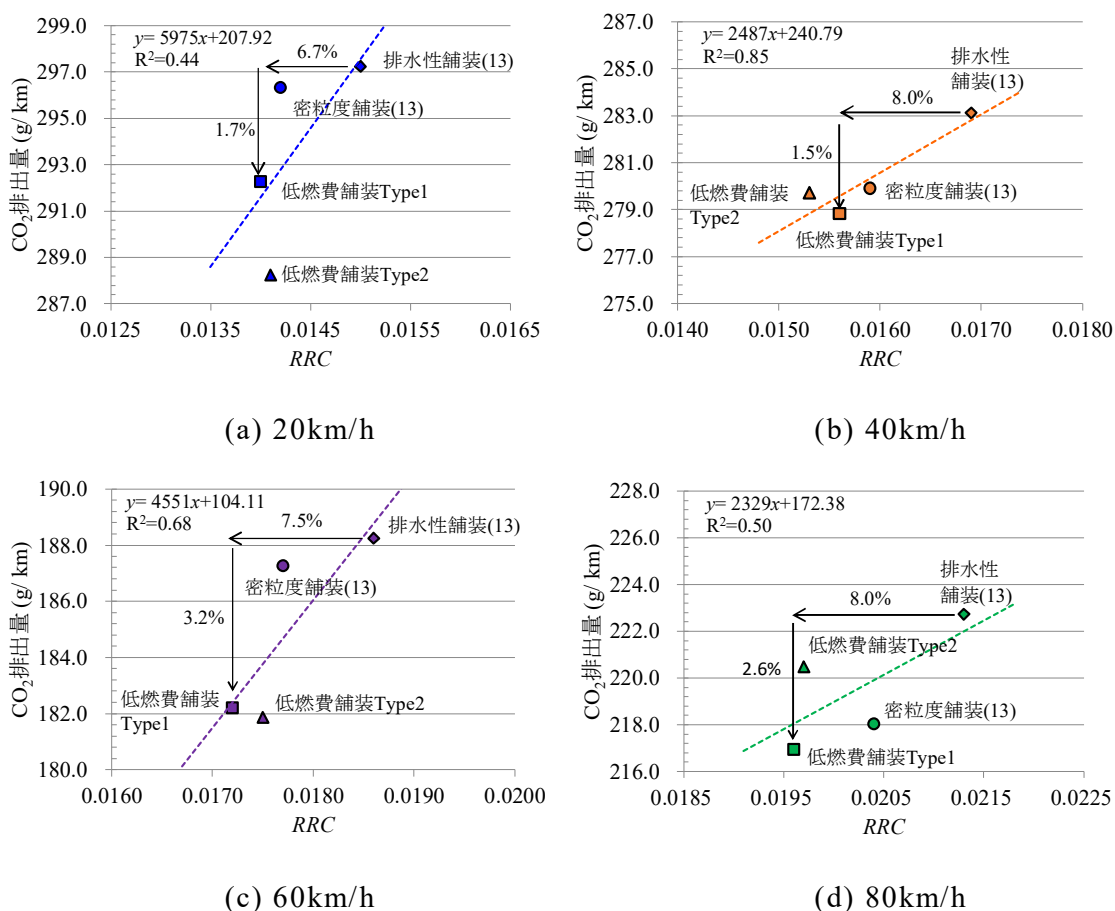 y= 5975x+207.92
R²=0.44
6.7%
1.7%
排水性舗装(13)
密粒度舗装(13)
低燃費舗装Type1
低燃費舗装Type2
CO₂排出量 (g/ km)
299.0
297.0
295.0
293.0
291.0
289.0
287.0
0.0125
0.0135
0.0145
0.0155
0.0165
RRC
(a) 20km/h
y= 2487x+240.79
R²=0.85
排水性
舗装(13)
8.0%
1.5%
低燃費舗装
Type2
密粒度舗装(13)
低燃費舗装Type1
CO₂排出量 (g/ km)
287.0
285.0
283.0
281.0
279.0
277.0
275.0
0.0140
0.0150
0.0160
0.0170
0.0180
RRC
(b) 40km/h
y= 4551x+104.11
R²=0.68
7.5%
排水性舗装(13)
密粒度舗装(13)
3.2%
低燃費舗装
Type1
低燃費舗装Type2
CO₂排出量 (g/ km)
190.0
188.0
186.0
184.0
182.0
180.0
0.0160
0.0170
0.0180
0.0190
0.0200
RRC
(c) 60km/h
y= 2329x+172.38
R²=0.50
排水性
舗装(13)
8.0%
低燃費舗装Type2
2.6%
密粒度舗装(13)
低燃費舗装Type1
CO₂排出量 (g/ km)
228.0
226.0
224.0
222.0
220.0
218.0
216.0
0.0185
0.0195
0.0205
0.0215
0.0225
RRC
(d) 80km/h